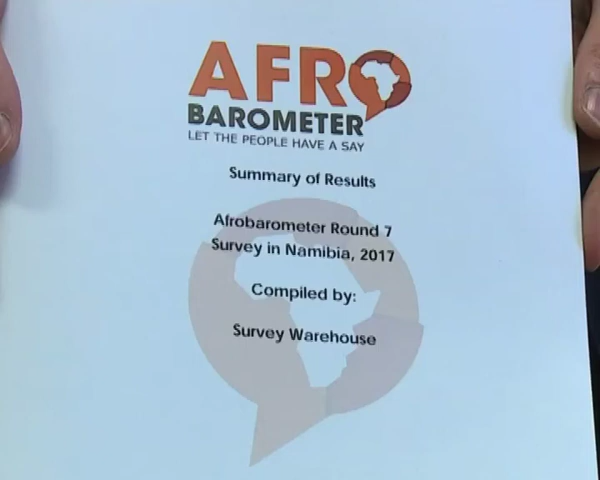 AFRO
BAROMETER
LET THE PEOPLE HAVE A SAY
Summary of Results
Afrobarometer Round 7
Survey in Namibia, 2017
Compiled by:
Survey Warehouse